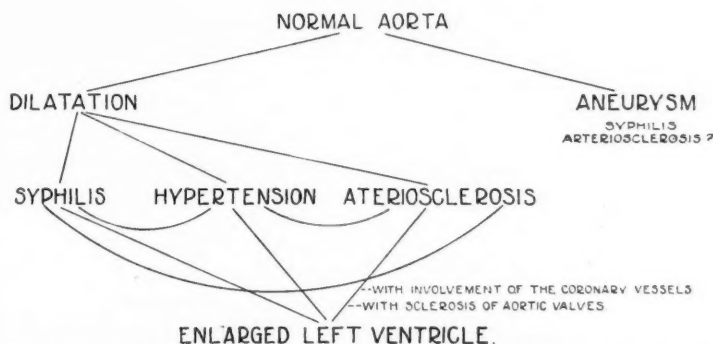 NORMAL AORTA
DILATATION
ANEURYSM
SYPHILIS
ARTERIOSCLEROSIS ?
SYPHILIS HYPERTENSION ATERIOSCLEROSIS
--WITH INVOLVEMENT OF THE CORONARY VESSELS
--WITH SCLEROSIS OF AORTIC VALVES
ENLARGED LEFT VENTRICLE.